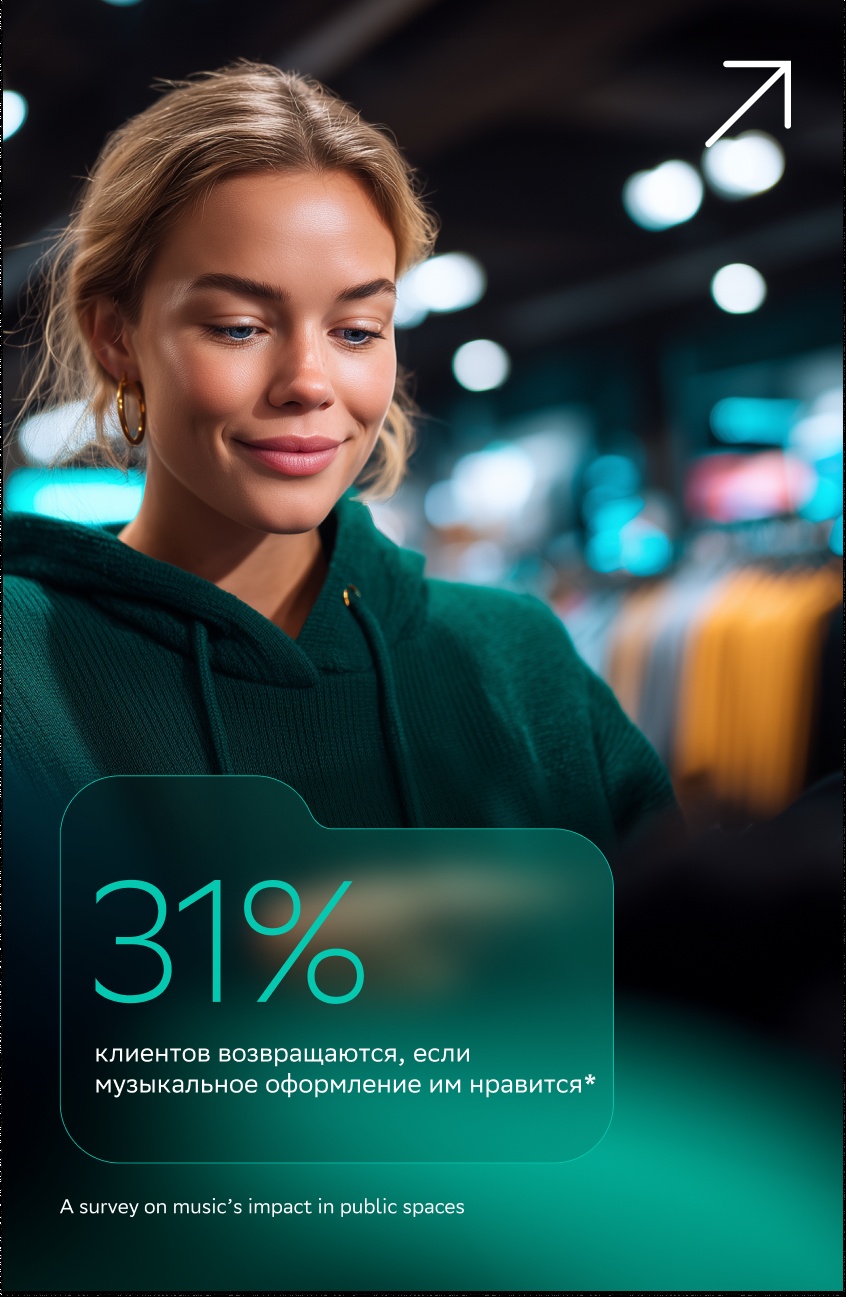 31%
клиентов возвращаются, если
музыкальное оформление им нравится*
A survey on music’s impact in public spaces